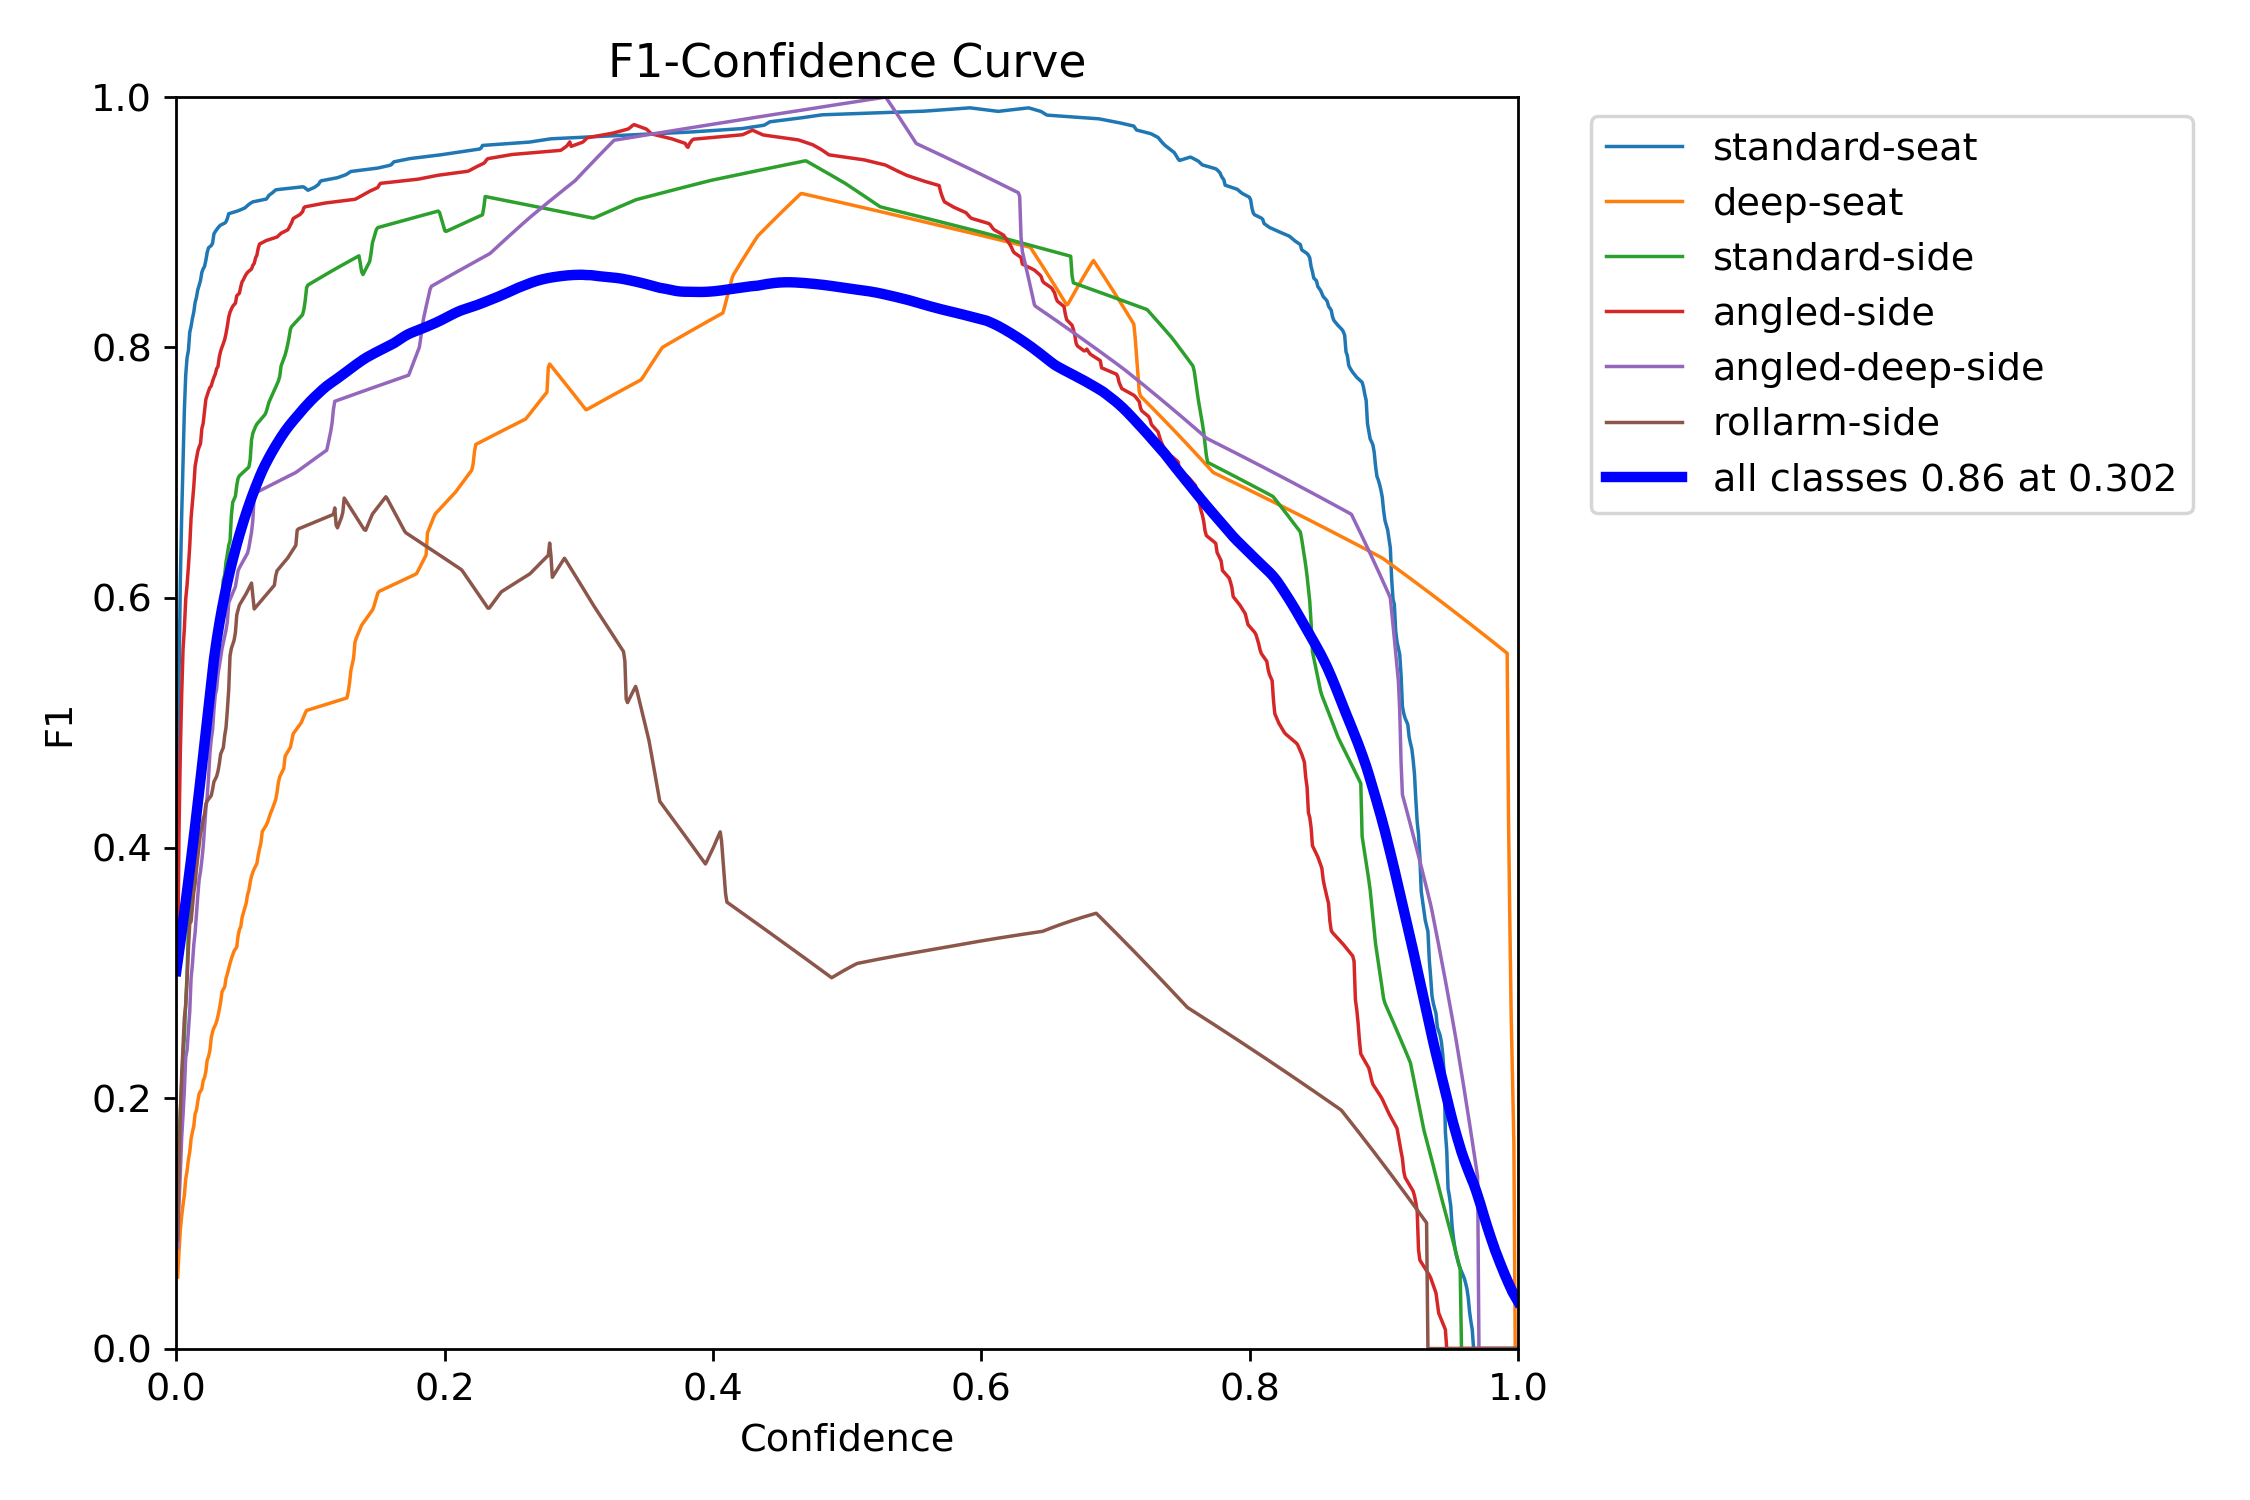 F1-Confidence Curve
1.0
0.8
0.6
0.4
0.2
0.0
F1
0.0 0.2 0.4 0.6 0.8 1.0
Confidence
standard-seat
deep-seat
standard-side
angled-side
angled-deep-side
rollarm-side
all classes 0.86 at 0.302